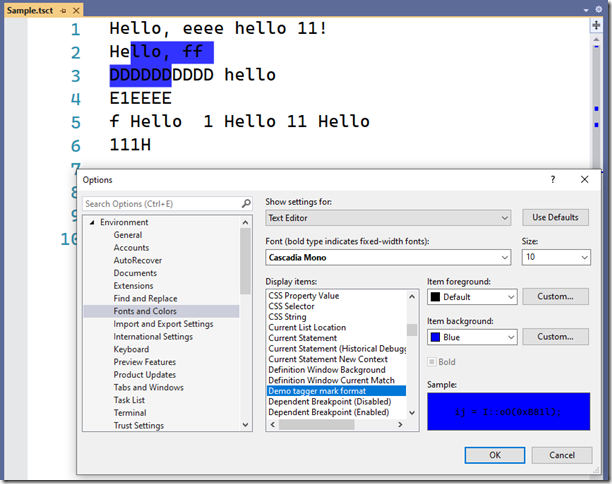 Sample.tsct
1 Hello, eeee hello 11!
2 Hello, ff
3 DDDDDDDDDD hello
4 E1EEEE
5 f Hello  1 Hello 11 Hello
6 111H
7
8
9
10
Options
Search Options (Ctrl+E)
Environment
General
Accounts
AutoRecover
Documents
Extensions
Find and Replace
Fonts and Colors
Import and Export Settings
International Settings
Keyboard
Preview Features
Product Updates
Tabs and Windows
Task List
Terminal
Trust Settings
Show settings for:
Text Editor
Use Defaults
Font (bold type indicates fixed-width fonts):
Size:
Cascadia Mono
10
Display items:
CSS Property Value
CSS Selector
CSS String
Current List Location
Current Statement
Current Statement (Historical Debugg
Current Statement New Context
Definition Window Background
Definition Window Current Match
Demo tagger mark format
Dependent Breakpoint (Disabled)
Dependent Breakpoint (Enabled)
Item foreground:
Default
Custom...
Item background:
Blue
Custom...
Bold
Sample:
ij = I::oO(0xB81l);
OK
Cancel